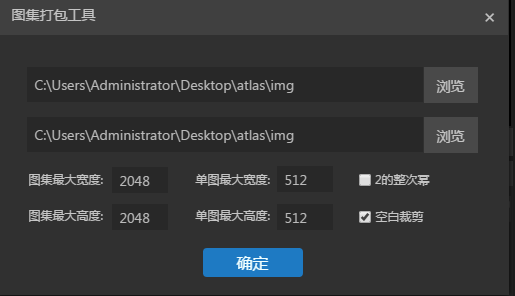 图集打包工具
C:\Users\Administrator\Desktop\atlas\img 浏览
C:\Users\Administrator\Desktop\atlas\img 浏览
图集最大宽度: 2048 单图最大宽度: 512 2的整次幂
图集最大高度: 2048 单图最大高度: 512 空白裁剪
确定